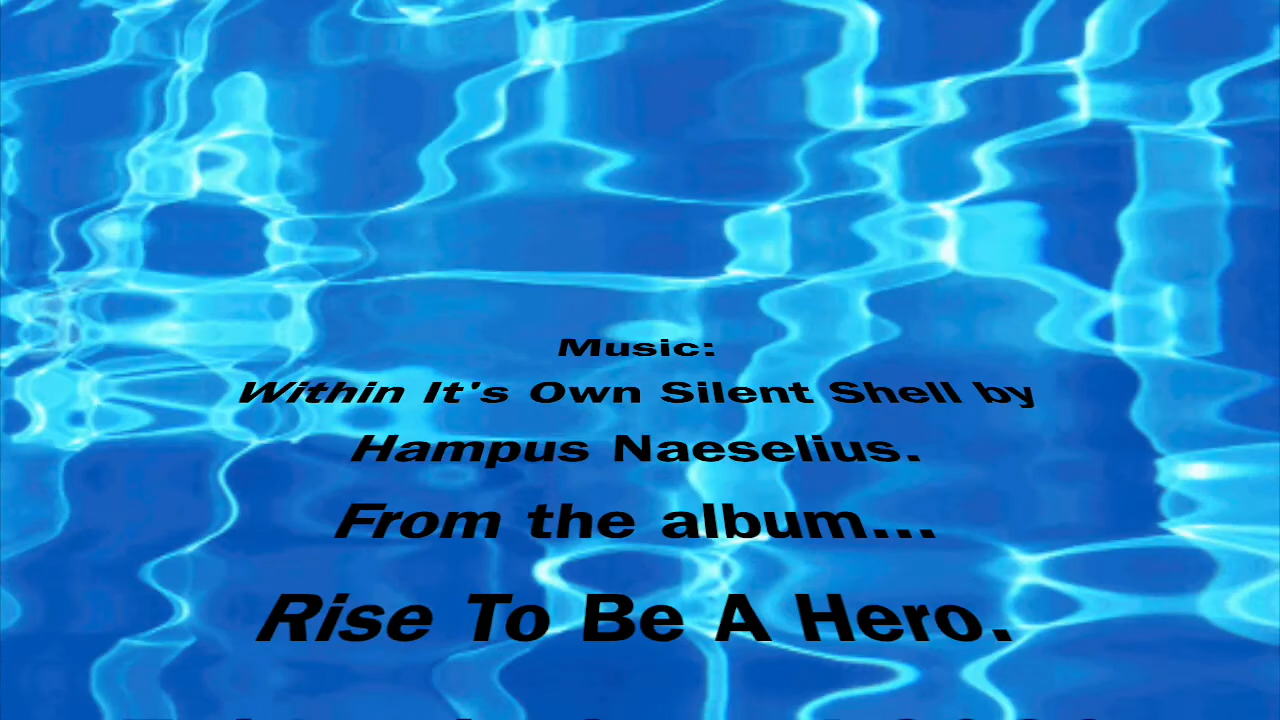 Music:
Within It's Own Silent Shell by
Hampus Naeselius.
From the album...
Rise To Be A Hero.